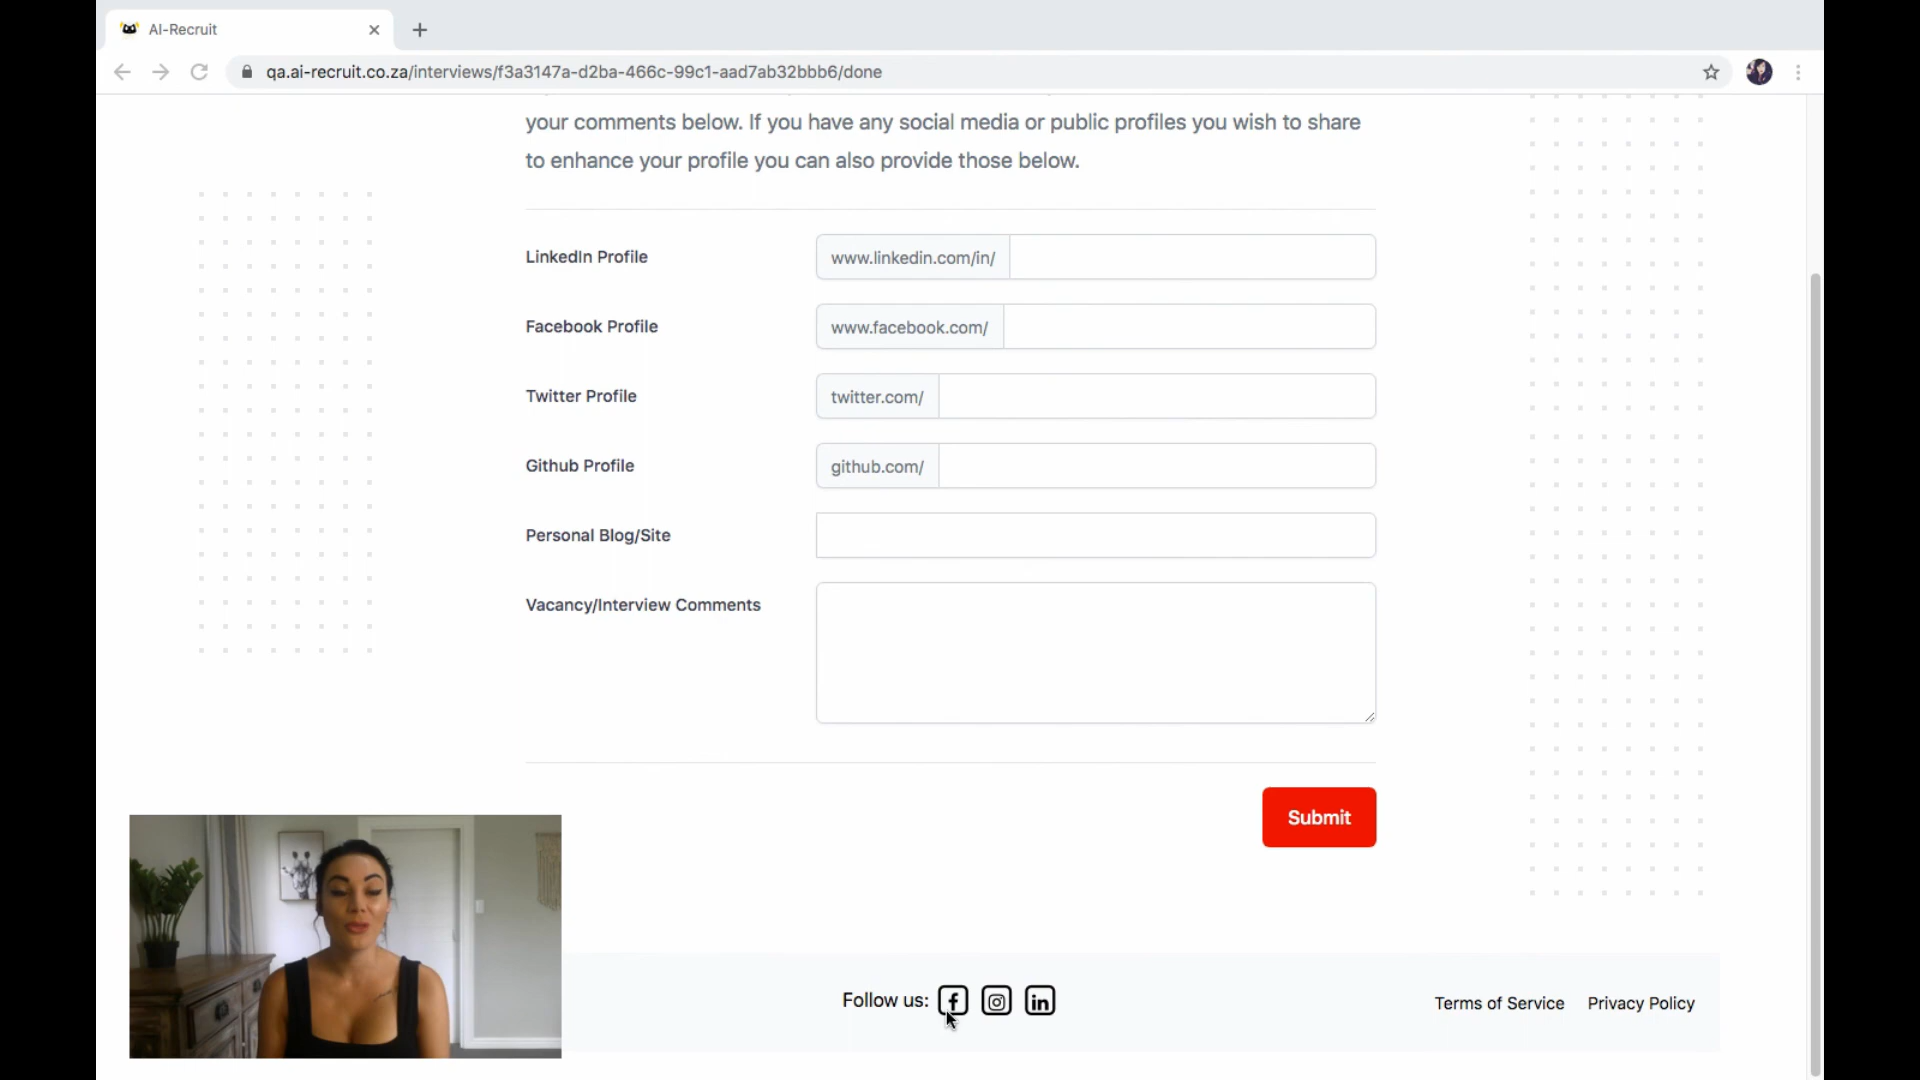 AI-Recruit
qa.ai-recruit.co.za/interviews/f3a3147a-d2ba-466c-99c1-aad7ab32bbb6/done
your comments below. If you have any social media or public profiles you wish to share
to enhance your profile you can also provide those below.
LinkedIn Profile
www.linkedin.com/in/
Facebook Profile
www.facebook.com/
Twitter Profile
twitter.com/
Github Profile
github.com/
Personal Blog/Site
Vacancy/Interview Comments
Submit
Follow us:
Terms of Service
Privacy Policy